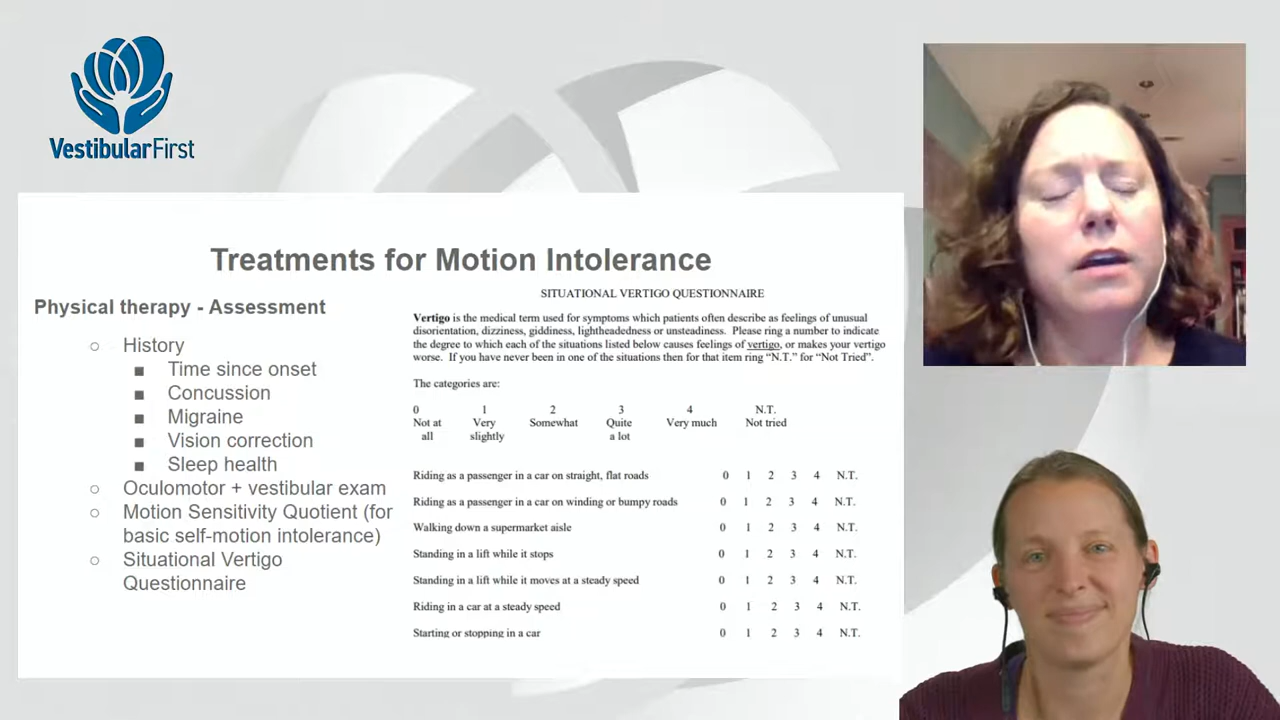 VestibularFirst
Treatments for Motion Intolerance
Physical therapy - Assessment
○ History
■ Time since onset
■ Concussion
■ Migraine
■ Vision correction
■ Sleep health
○ Oculomotor + vestibular exam
○ Motion Sensitivity Quotient (for
basic self-motion intolerance)
○ Situational Vertigo
Questionnaire
SITUATIONAL VERTIGO QUESTIONNAIRE
Vertigo is the medical term used for symptoms which patients often describe as feelings of unusual
disorientation, dizziness, giddiness, lightheadedness or unsteadiness. Please ring a number to indicate
the degree to which each of the situations listed below causes feelings of vertigo, or makes your vertigo
worse. If you have never been in one of the situations then for that item ring “N.T.” for “Not Tried”.
The categories are:
0 1 2 3 4 N.T.
Not at Very Somewhat Quite Very much Not tried
all slightly a lot
Riding as a passenger in a car on straight, flat roads 0 1 2 3 4 N.T.
Riding as a passenger in a car on winding or bumpy roads 0 1 2 3 4 N.T.
Walking down a supermarket aisle 0 1 2 3 4 N.T.
Standing in a lift while it stops 0 1 2 3 4 N.T.
Standing in a lift while it moves at a steady speed 0 1 2 3 4 N.T.
Riding in a car at a steady speed 0 1 2 3 4 N.T.
Starting or stopping in a car 0 1 2 3 4 N.T.